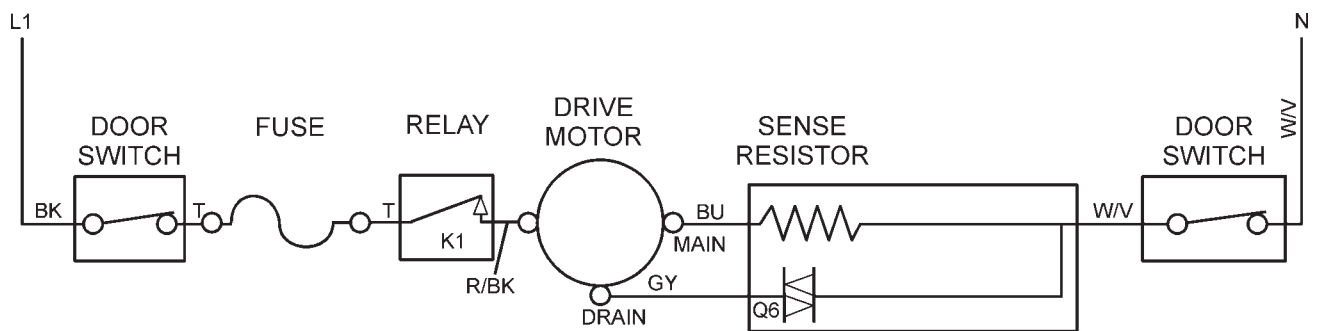 L1
N
DOOR
SWITCH
FUSE
RELAY
DRIVE
MOTOR
SENSE
RESISTOR
DOOR
SWITCH
W/V
BK
T
T
K1
R/BK
BU
MAIN
GY
DRAIN
Q6
W/V